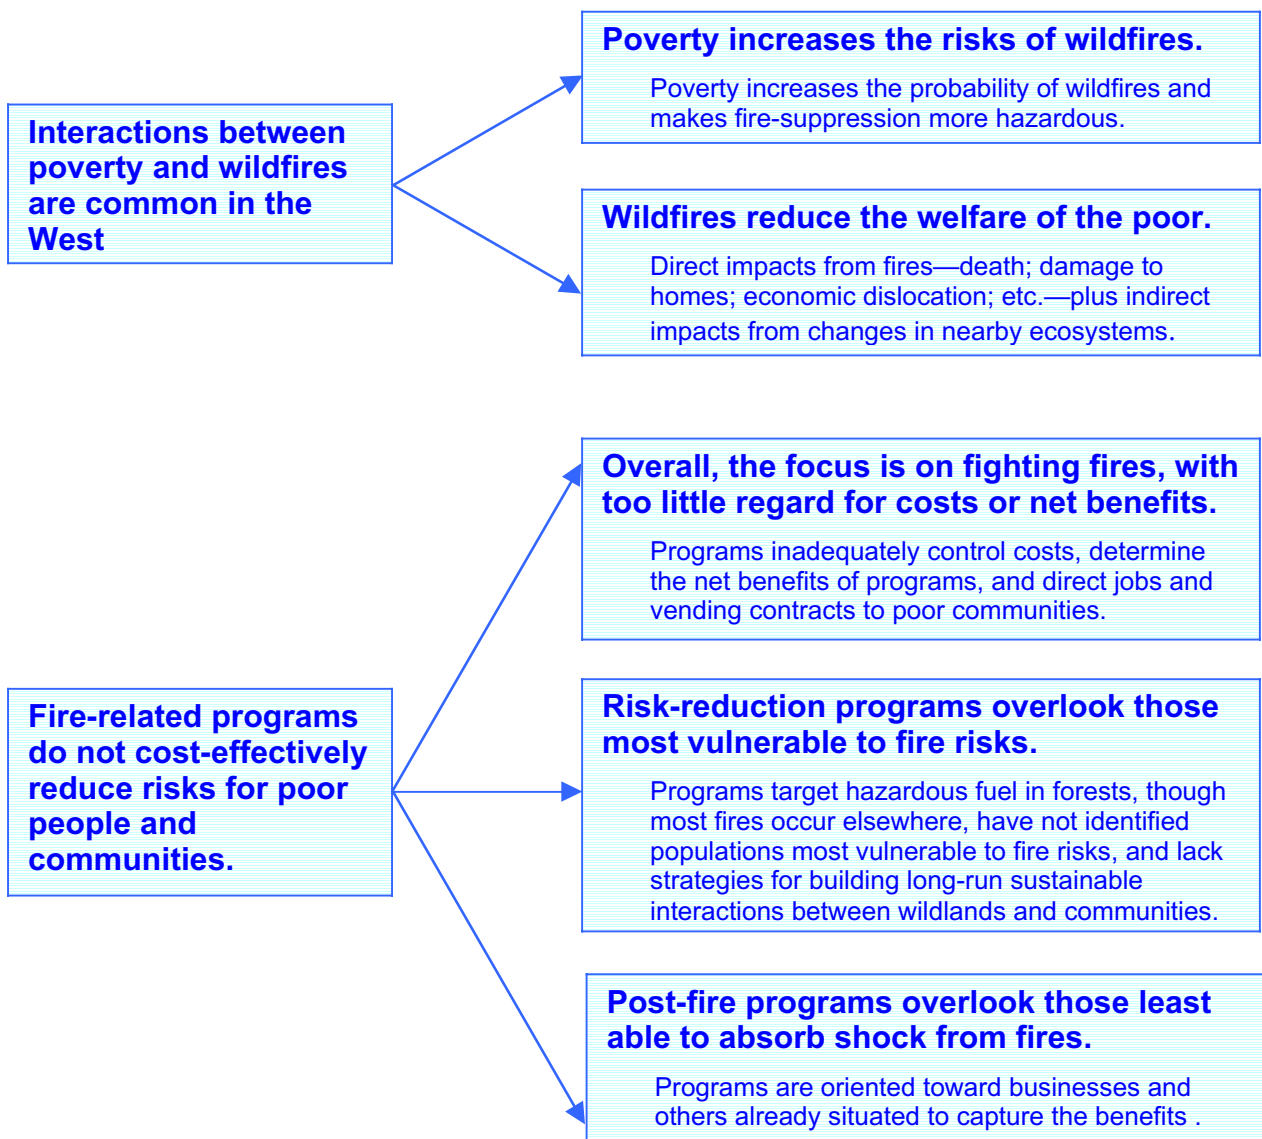 Interactions between
poverty and wildfires
are common in the
West
Poverty increases the risks of wildfires.
Poverty increases the probability of wildfires and
makes fire-suppression more hazardous.
Wildfires reduce the welfare of the poor.
Direct impacts from fires—death; damage to
homes; economic dislocation; etc.—plus indirect
impacts from changes in nearby ecosystems.
Fire-related programs
do not cost-effectively
reduce risks for poor
people and
communities.
Overall, the focus is on fighting fires, with
too little regard for costs or net benefits.
Programs inadequately control costs, determine
the net benefits of programs, and direct jobs and
vending contracts to poor communities.
Risk-reduction programs overlook those
most vulnerable to fire risks.
Programs target hazardous fuel in forests, though
most fires occur elsewhere, have not identified
populations most vulnerable to fire risks, and lack
strategies for building long-run sustainable
interactions between wildlands and communities.
Post-fire programs overlook those least
able to absorb shock from fires.
Programs are oriented toward businesses and
others already situated to capture the benefits .